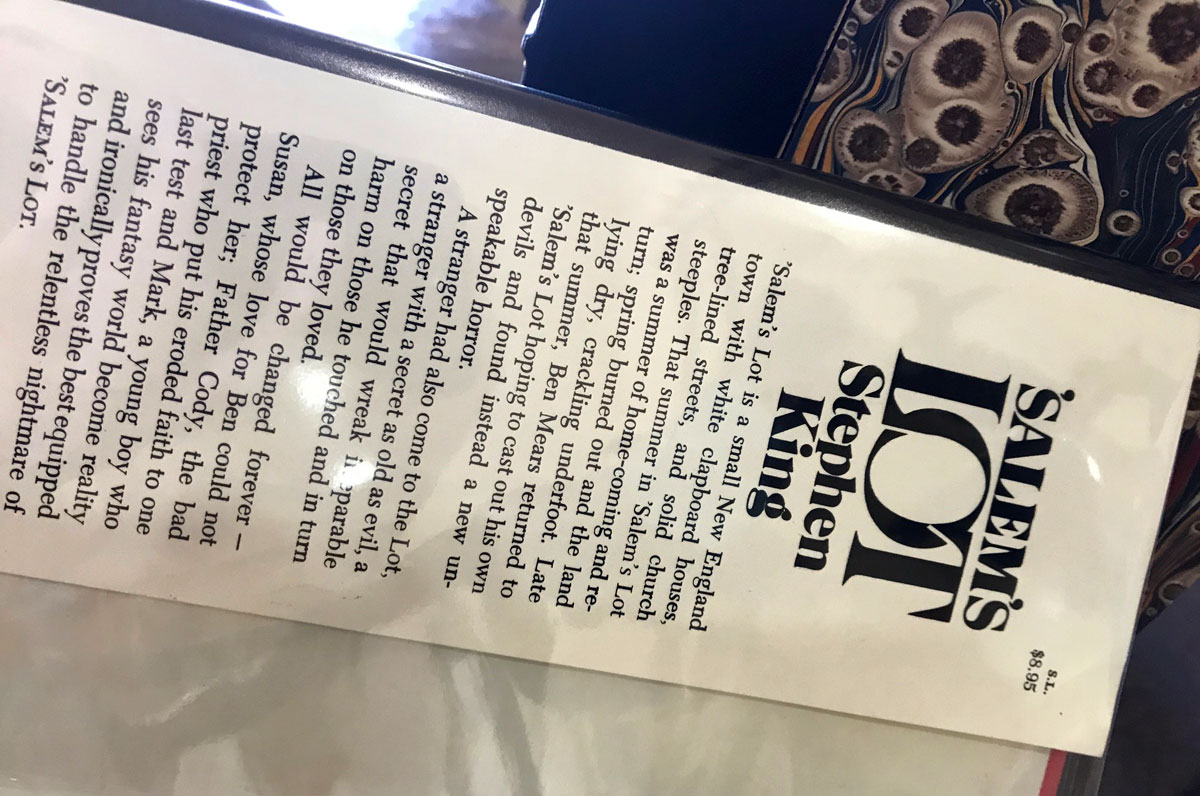 S.L.
$8.95
'SALEM'S
LOT
Stephen
King
'Salem's Lot is a small New England
town with white clapboard houses,
tree-lined streets, and solid church
steeples. That summer in 'Salem's Lot
was a summer of home-coming and re-
turn; spring burned out and the land
lying dry, crackling underfoot. Late
that summer, Ben Mears returned to
'Salem's Lot hoping to cast out his own
devils and found instead a new un-
speakable horror.
A stranger had also come to the Lot,
a stranger with a secret as old as evil, a
secret that would wreak irreparable
harm on those he touched and in turn
on those they loved.
All would be changed forever —
Susan, whose love for Ben could not
protect her; Father Cody, the bad
priest who put his eroded faith to one
last test and Mark, a young boy who
sees his fantasy world become reality
and ironically proves the best equipped
to handle the relentless nightmare of
'SALEM'S LOT.